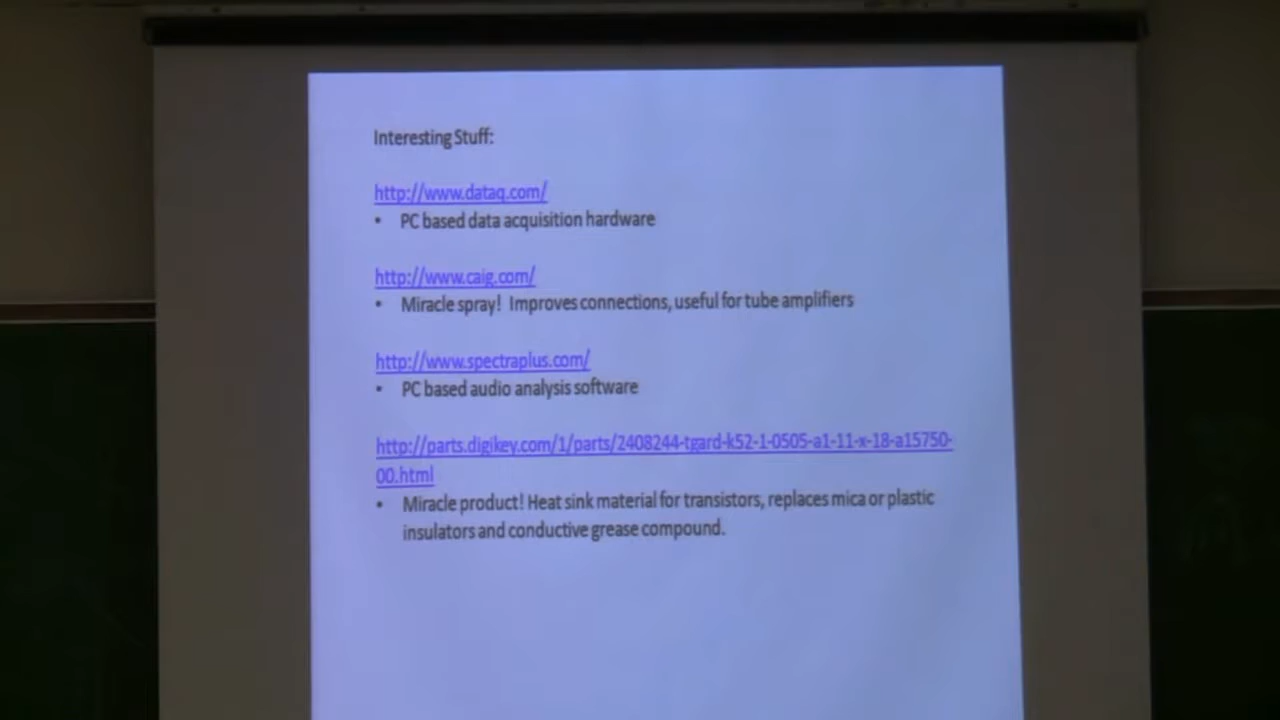 Interesting Stuff:
http://www.dataq.com/
• PC based data acquisition hardware
http://www.caig.com/
• Miracle spray!  Improves connections, useful for tube amplifiers
http://www.spectraplus.com/
• PC based audio analysis software
http://parts.digikey.com/1/parts/2408244-tgard-k52-1-0505-a1-11-x-18-a15750-
00.html
• Miracle product! Heat sink material for transistors, replaces mica or plastic
insulators and conductive grease compound.